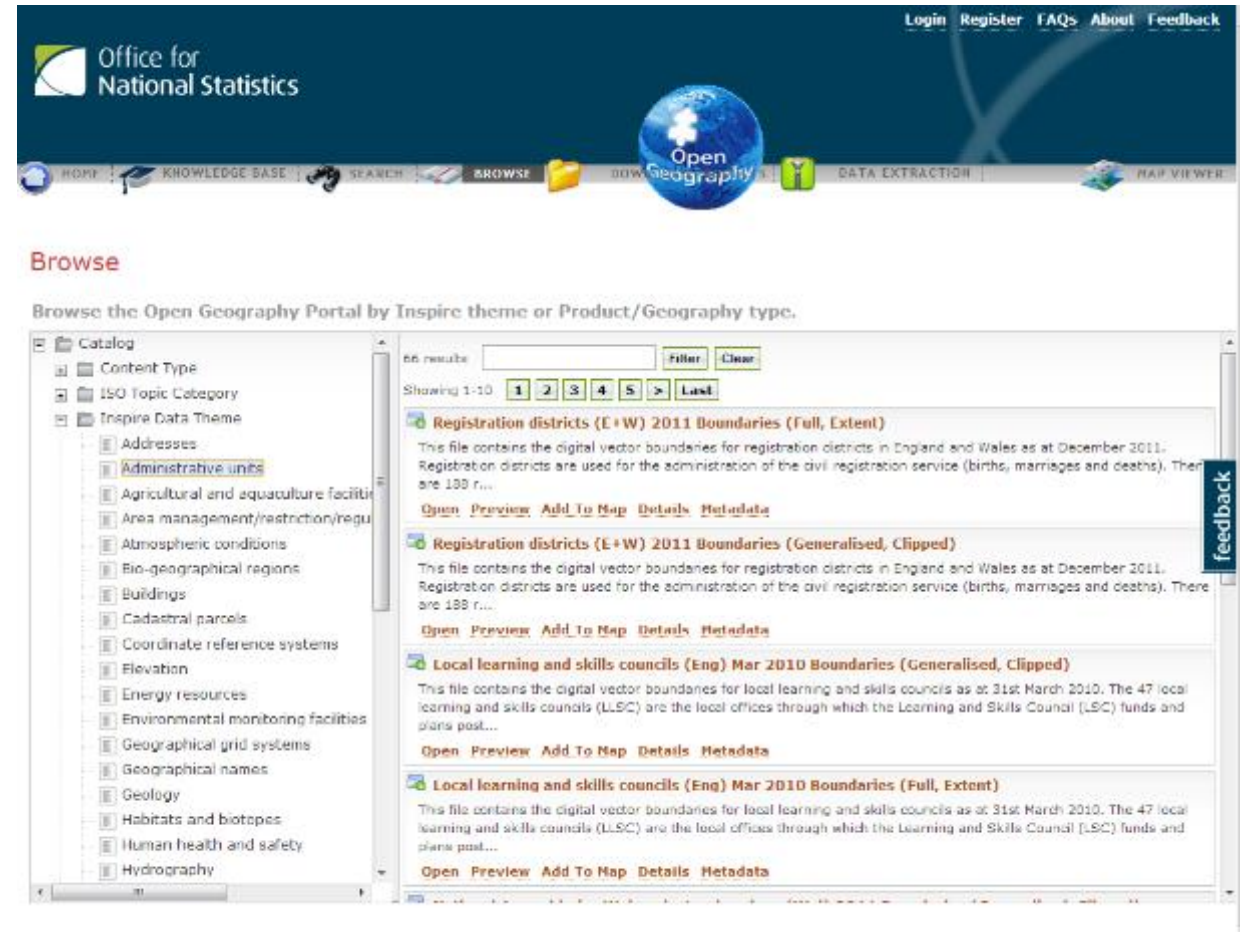 Login Register FAQs About Feedback
Office for
National Statistics
Open
Geography
HOME KNOWLEDGE BASE SEARCH BROWSE DATA EXTRACTION MAP VIEWER
Browse
Browse the Open Geography Portal by Inspire theme or Product/Geography type.
Catalog
Content Type
ISO Topic Category
Inspire Data Theme
Addresses
Administrative units
Agricultural and aquaculture faciliti
Area management/restriction/regu
Atmospheric conditions
Bio-geographical regions
Buildings
Cadastral parcels
Coordinate reference systems
Elevation
Energy resources
Environmental monitoring facilities
Geographical grid systems
Geographical names
Geology
Habitats and biotopes
Human health and safety
Hydrography
66 results Filter Clear
Showing 1-10 1 2 3 4 5 > Last
Registration districts (E+W) 2011 Boundaries (Full, Extent)
This file contains the digital vector boundaries for registration districts in England and Wales as at December 2011.
Registration districts are used for the administration of the civil registration service (births, marriages and deaths). There
are 188 r...
Open Preview Add To Map Details Metadata
Registration districts (E+W) 2011 Boundaries (Generalised, Clipped)
This file contains the digital vector boundaries for registration districts in England and Wales as at December 2011.
Registration districts are used for the administration of the civil registration service (births, marriages and deaths). There
are 188 r...
Open Preview Add To Map Details Metadata
Local learning and skills councils (Eng) Mar 2010 Boundaries (Generalised, Clipped)
This file contains the digital vector boundaries for local learning and skills councils as at 31st March 2010. The 47 local
learning and skills councils (LLSC) are the local offices through which the Learning and Skills Council (LSC) funds and
plans post...
Open Preview Add To Map Details Metadata
Local learning and skills councils (Eng) Mar 2010 Boundaries (Full, Extent)
This file contains the digital vector boundaries for local learning and skills councils as at 31st March 2010. The 47 local
learning and skills councils (LLSC) are the local offices through which the Learning and Skills Council (LSC) funds and
plans post...
Open Preview Add To Map Details Metadata
feedback